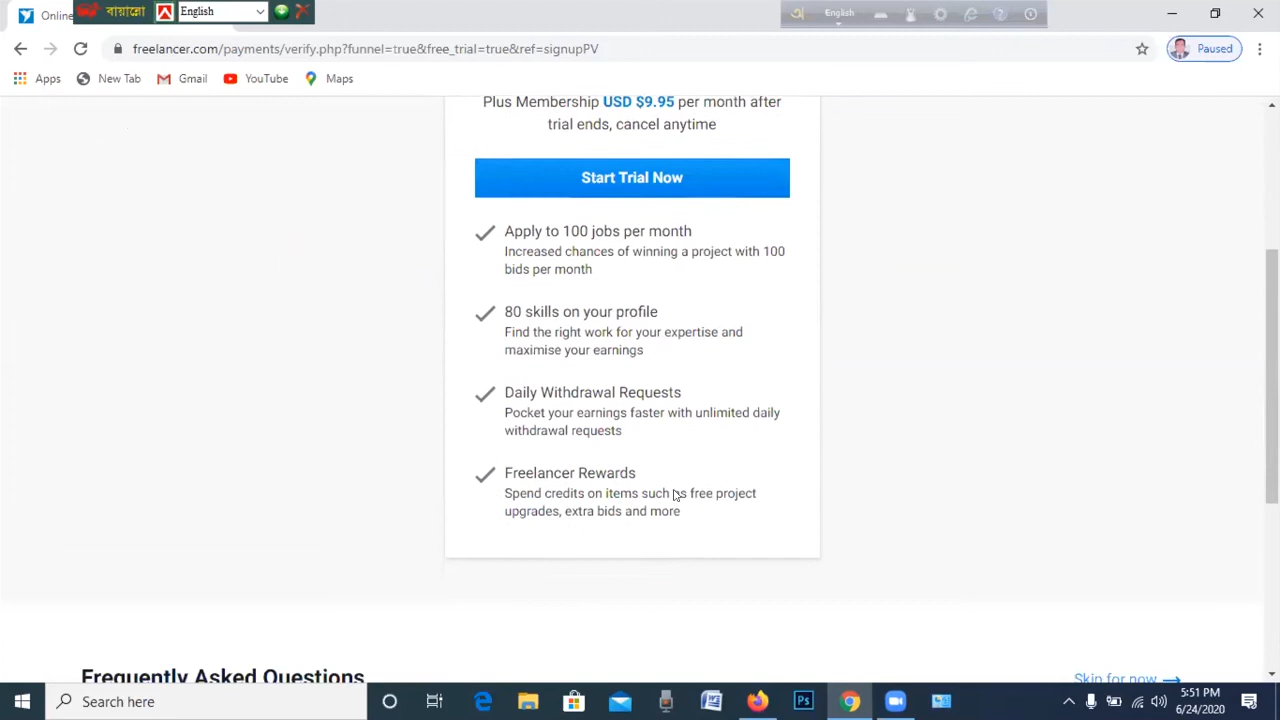 Online
বায়ান্নো
English
English
freelancer.com/payments/verify.php?funnel=true&free_trial=true&ref=signupPV
Paused
Apps
New Tab
Gmail
YouTube
Maps
Plus Membership USD $9.95 per month after
trial ends, cancel anytime
Start Trial Now
Apply to 100 jobs per month
Increased chances of winning a project with 100
bids per month
80 skills on your profile
Find the right work for your expertise and
maximise your earnings
Daily Withdrawal Requests
Pocket your earnings faster with unlimited daily
withdrawal requests
Freelancer Rewards
Spend credits on items such as free project
upgrades, extra bids and more
Frequently Asked Questions
Skip for now
Search here
5:51 PM
6/24/2020